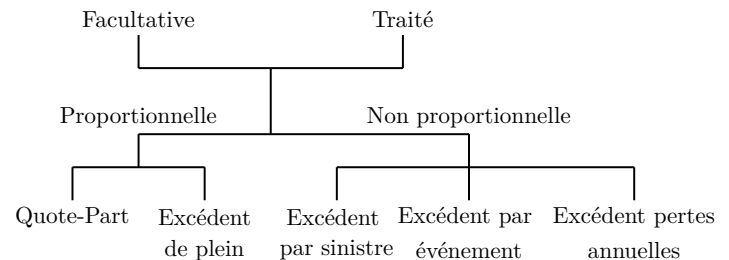 Facultative Traité
Proportionnelle Non proportionnelle
Quote-Part Excédent Excédent Excédent par Excédent pertes
de plein par sinistre événement annuelles